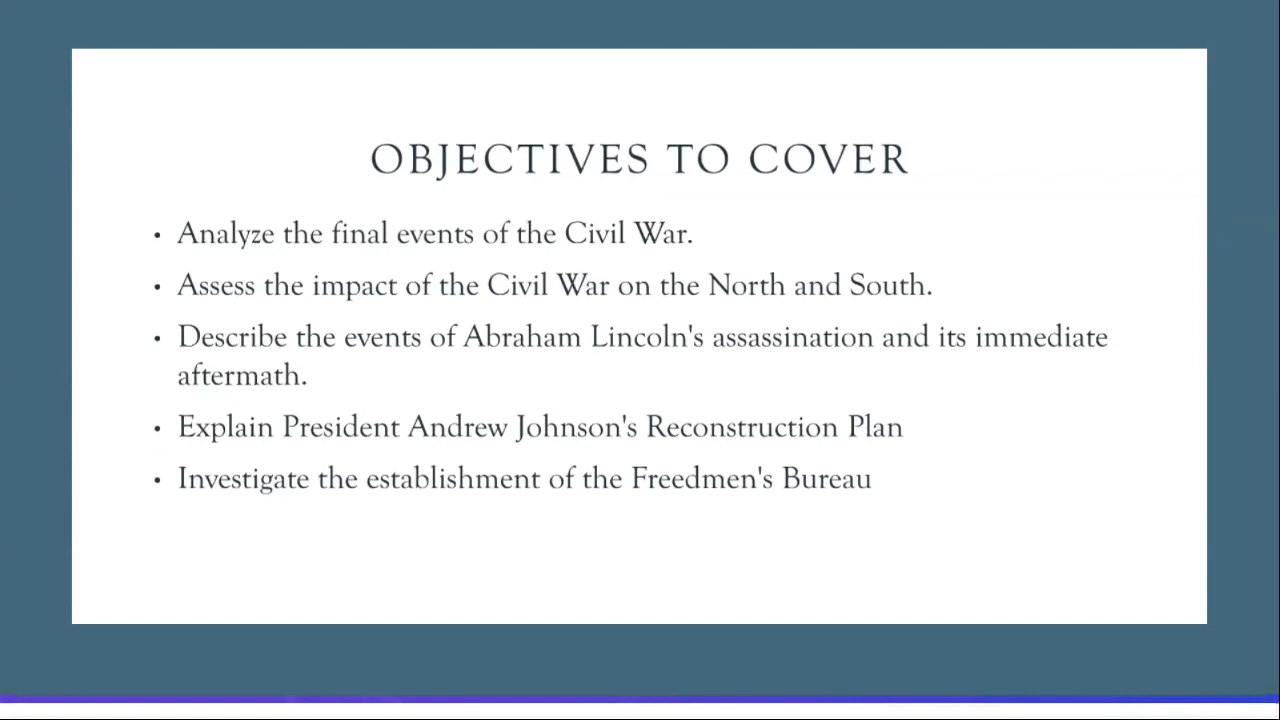 OBJECTIVES TO COVER
• Analyze the final events of the Civil War.
• Assess the impact of the Civil War on the North and South.
• Describe the events of Abraham Lincoln's assassination and its immediate
aftermath.
• Explain President Andrew Johnson's Reconstruction Plan
• Investigate the establishment of the Freedmen's Bureau